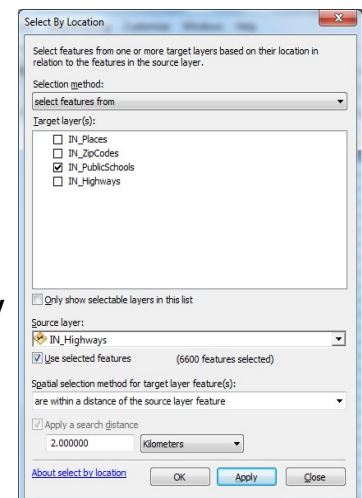 Select By Location
Customize Windows Help
Select features from one or more target layers based on their location in
relation to the features in the source layer.
Selection method:
select features from
Target layer(s):
IN_Places
IN_ZipCodes
IN_PublicSchools
IN_Highways
Only show selectable layers in this list
Source layer:
IN_Highways
Use selected features (6600 features selected)
Spatial selection method for target layer feature(s):
are within a distance of the source layer feature
Apply a search distance
2.000000 Kilometers
About select by location OK Apply Close